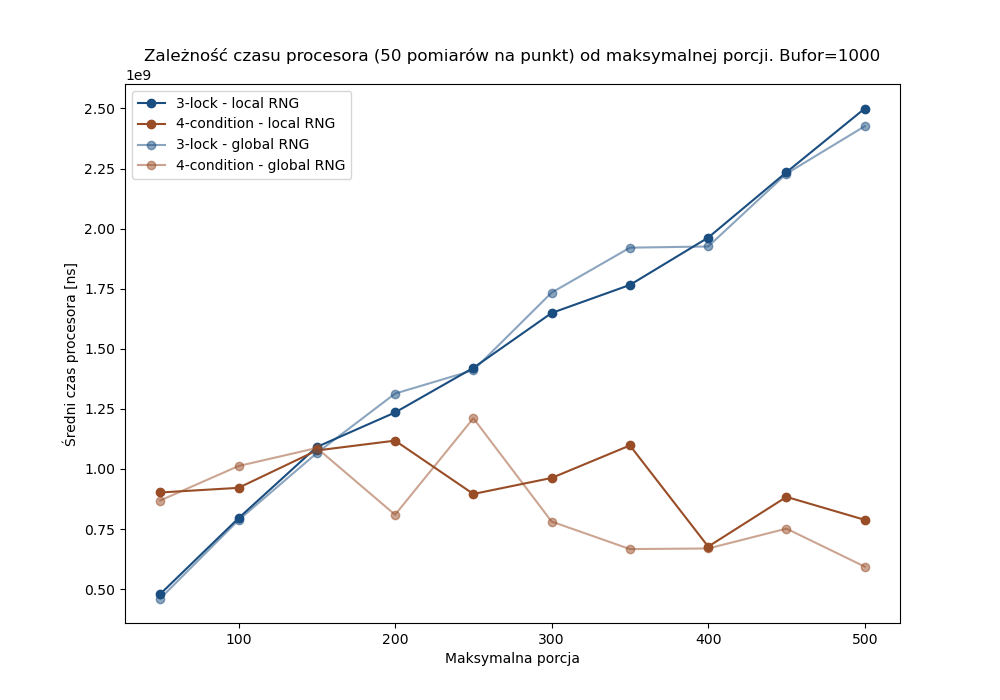 Zależność czasu procesora (50 pomiarów na punkt) od maksymalnej porcji. Bufor=1000
1e9
3-lock - local RNG
4-condition - local RNG
3-lock - global RNG
4-condition - global RNG
2.50
2.25
2.00
1.75
1.50
1.25
1.00
0.75
0.50
Średni czas procesora [ns]
100
200
300
400
500
Maksymalna porcja